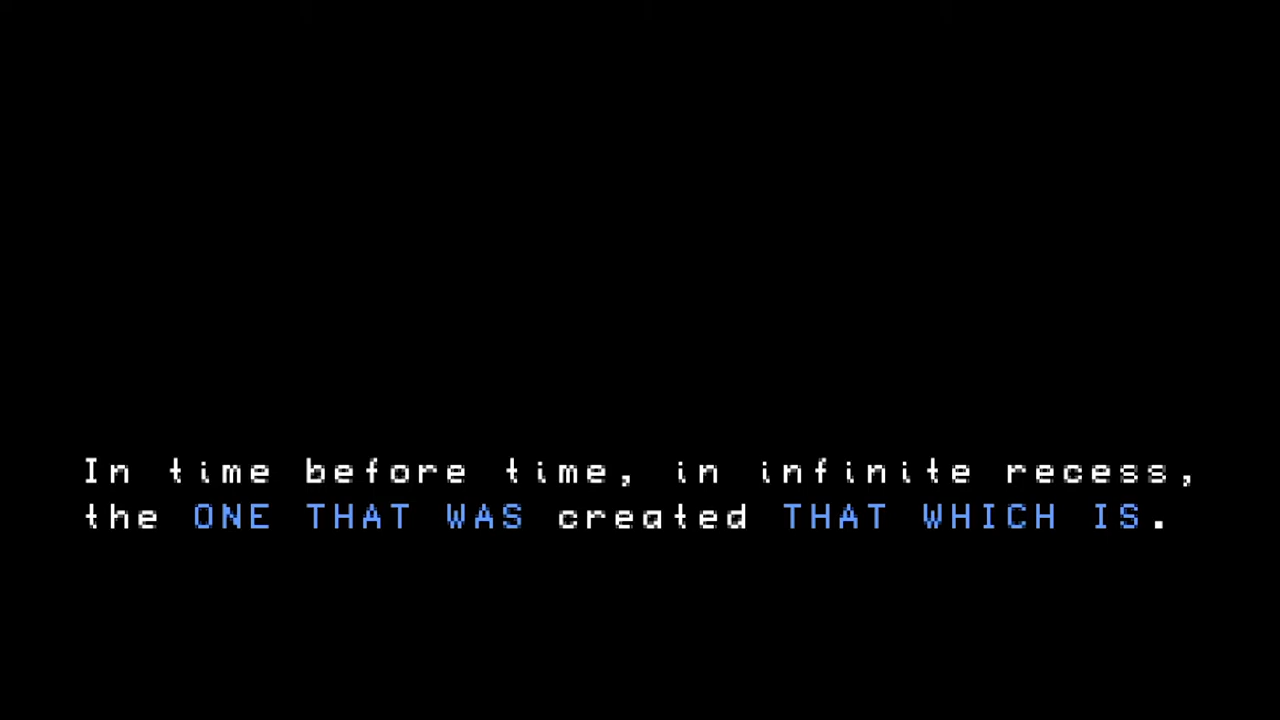 In time before time, in infinite recess,
the ONE THAT WAS created THAT WHICH IS.